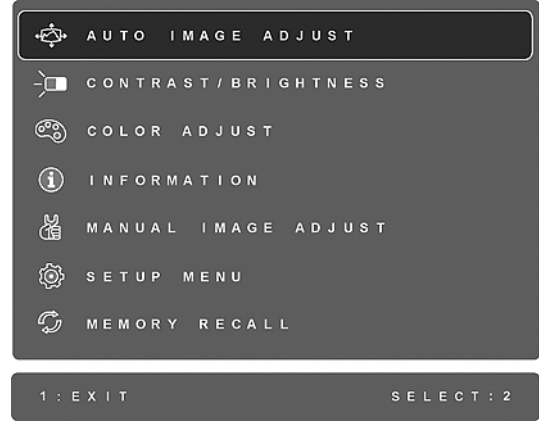 AUTO IMAGE ADJUST
CONTRAST/BRIGHTNESS
COLOR ADJUST
INFORMATION
MANUAL IMAGE ADJUST
SETUP MENU
MEMORY RECALL
1:EXIT SELECT:2